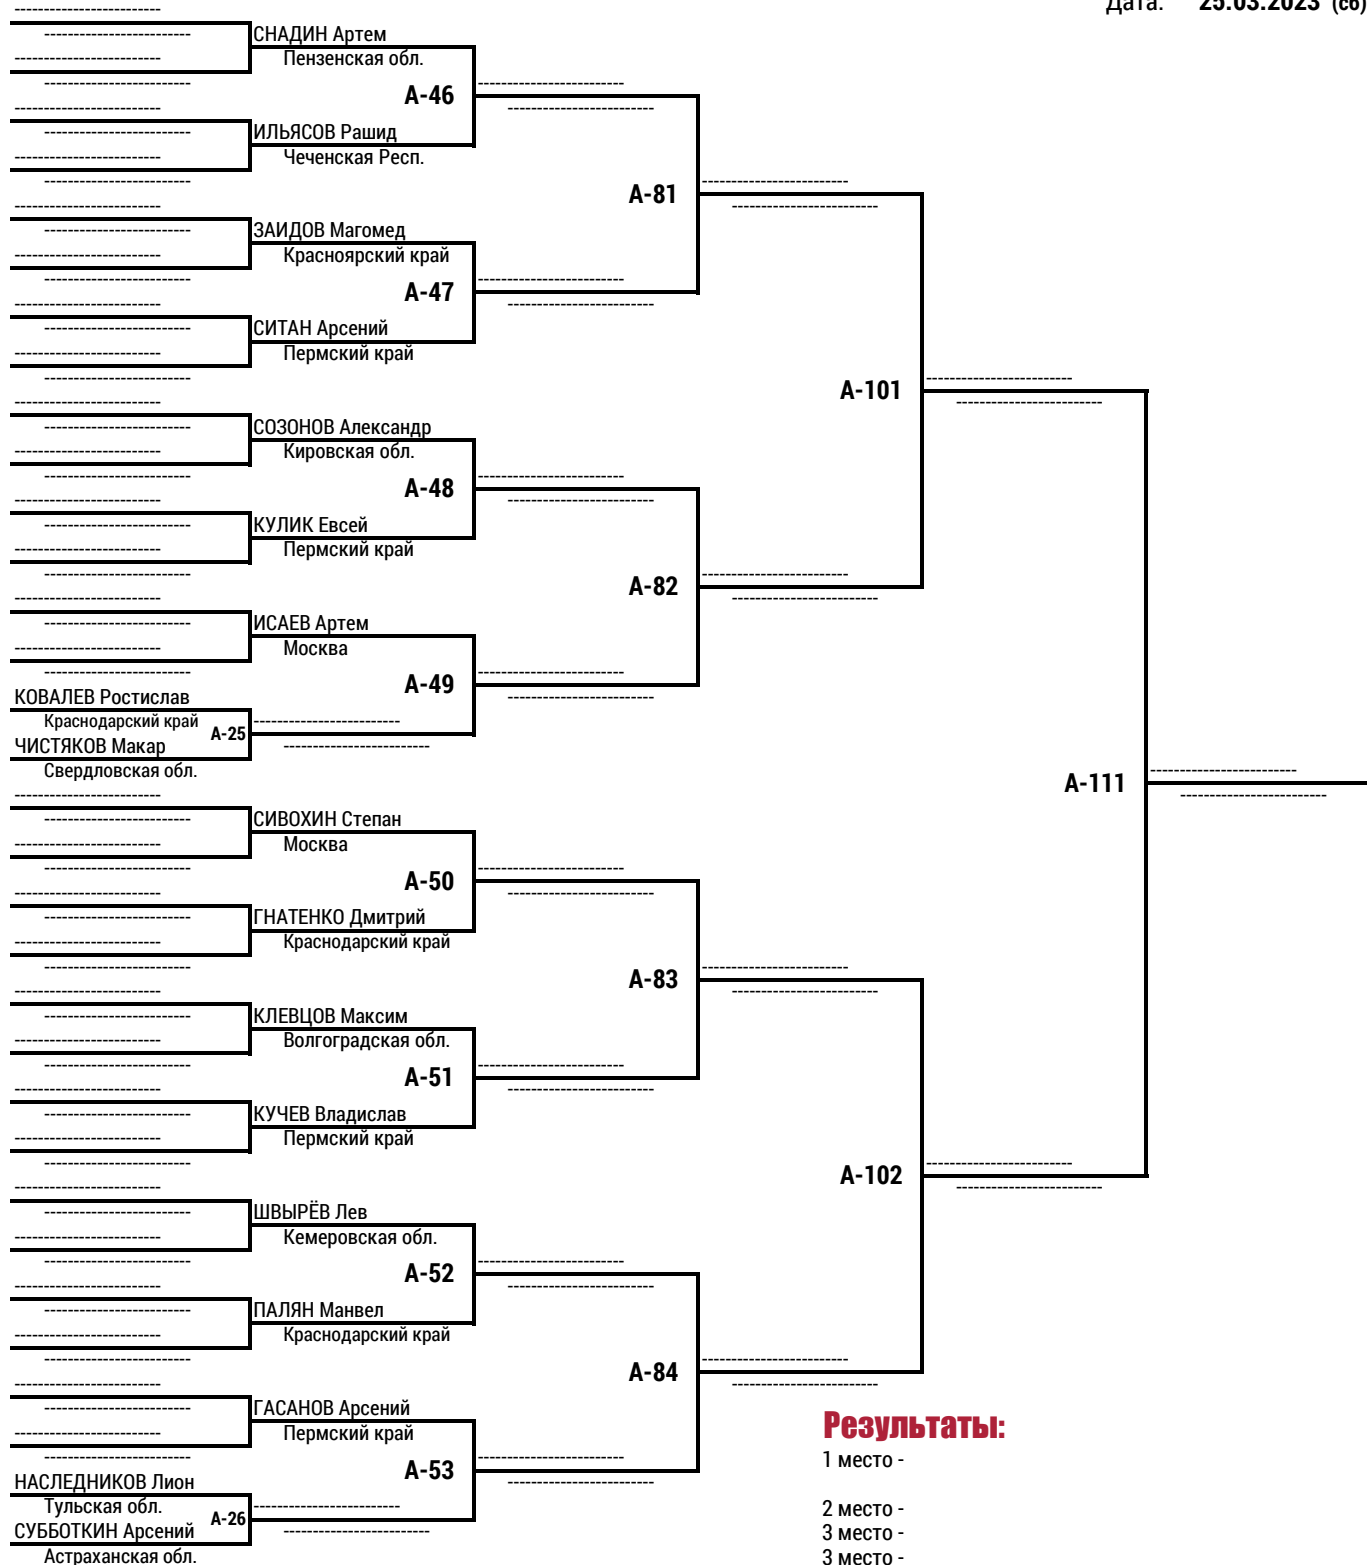 Дата: 25.03.2023 (сб)
СНАДИН Артем
Пензенская обл.
А-46
ИЛЬЯСОВ Рашид
Чеченская Респ.
А-81
ЗАИДОВ Магомед
Красноярский край
А-47
СИТАН Арсений
Пермский край
А-101
СОЗОНОВ Александр
Кировская обл.
А-48
КУЛИК Евсей
Пермский край
А-82
ИСАЕВ Артем
Москва
А-49
КОВАЛЕВ Ростислав
Краснодарский край
А-25
ЧИСТЯКОВ Макар
Свердловская обл.
А-111
СИВОХИН Степан
Москва
А-50
ГНАТЕНКО Дмитрий
Краснодарский край
А-83
КЛЕВЦОВ Максим
Волгоградская обл.
А-51
КУЧЕВ Владислав
Пермский край
А-102
ШВЫРЁВ Лев
Кемеровская обл.
А-52
ПАЛЯН Манвел
Краснодарский край
А-84
ГАСАНОВ Арсений
Пермский край
А-53
НАСЛЕДНИКОВ Лион
Тульская обл.
А-26
СУББОТКИН Арсений
Астраханская обл.
Результаты:
1 место -
2 место -
3 место -
3 место -